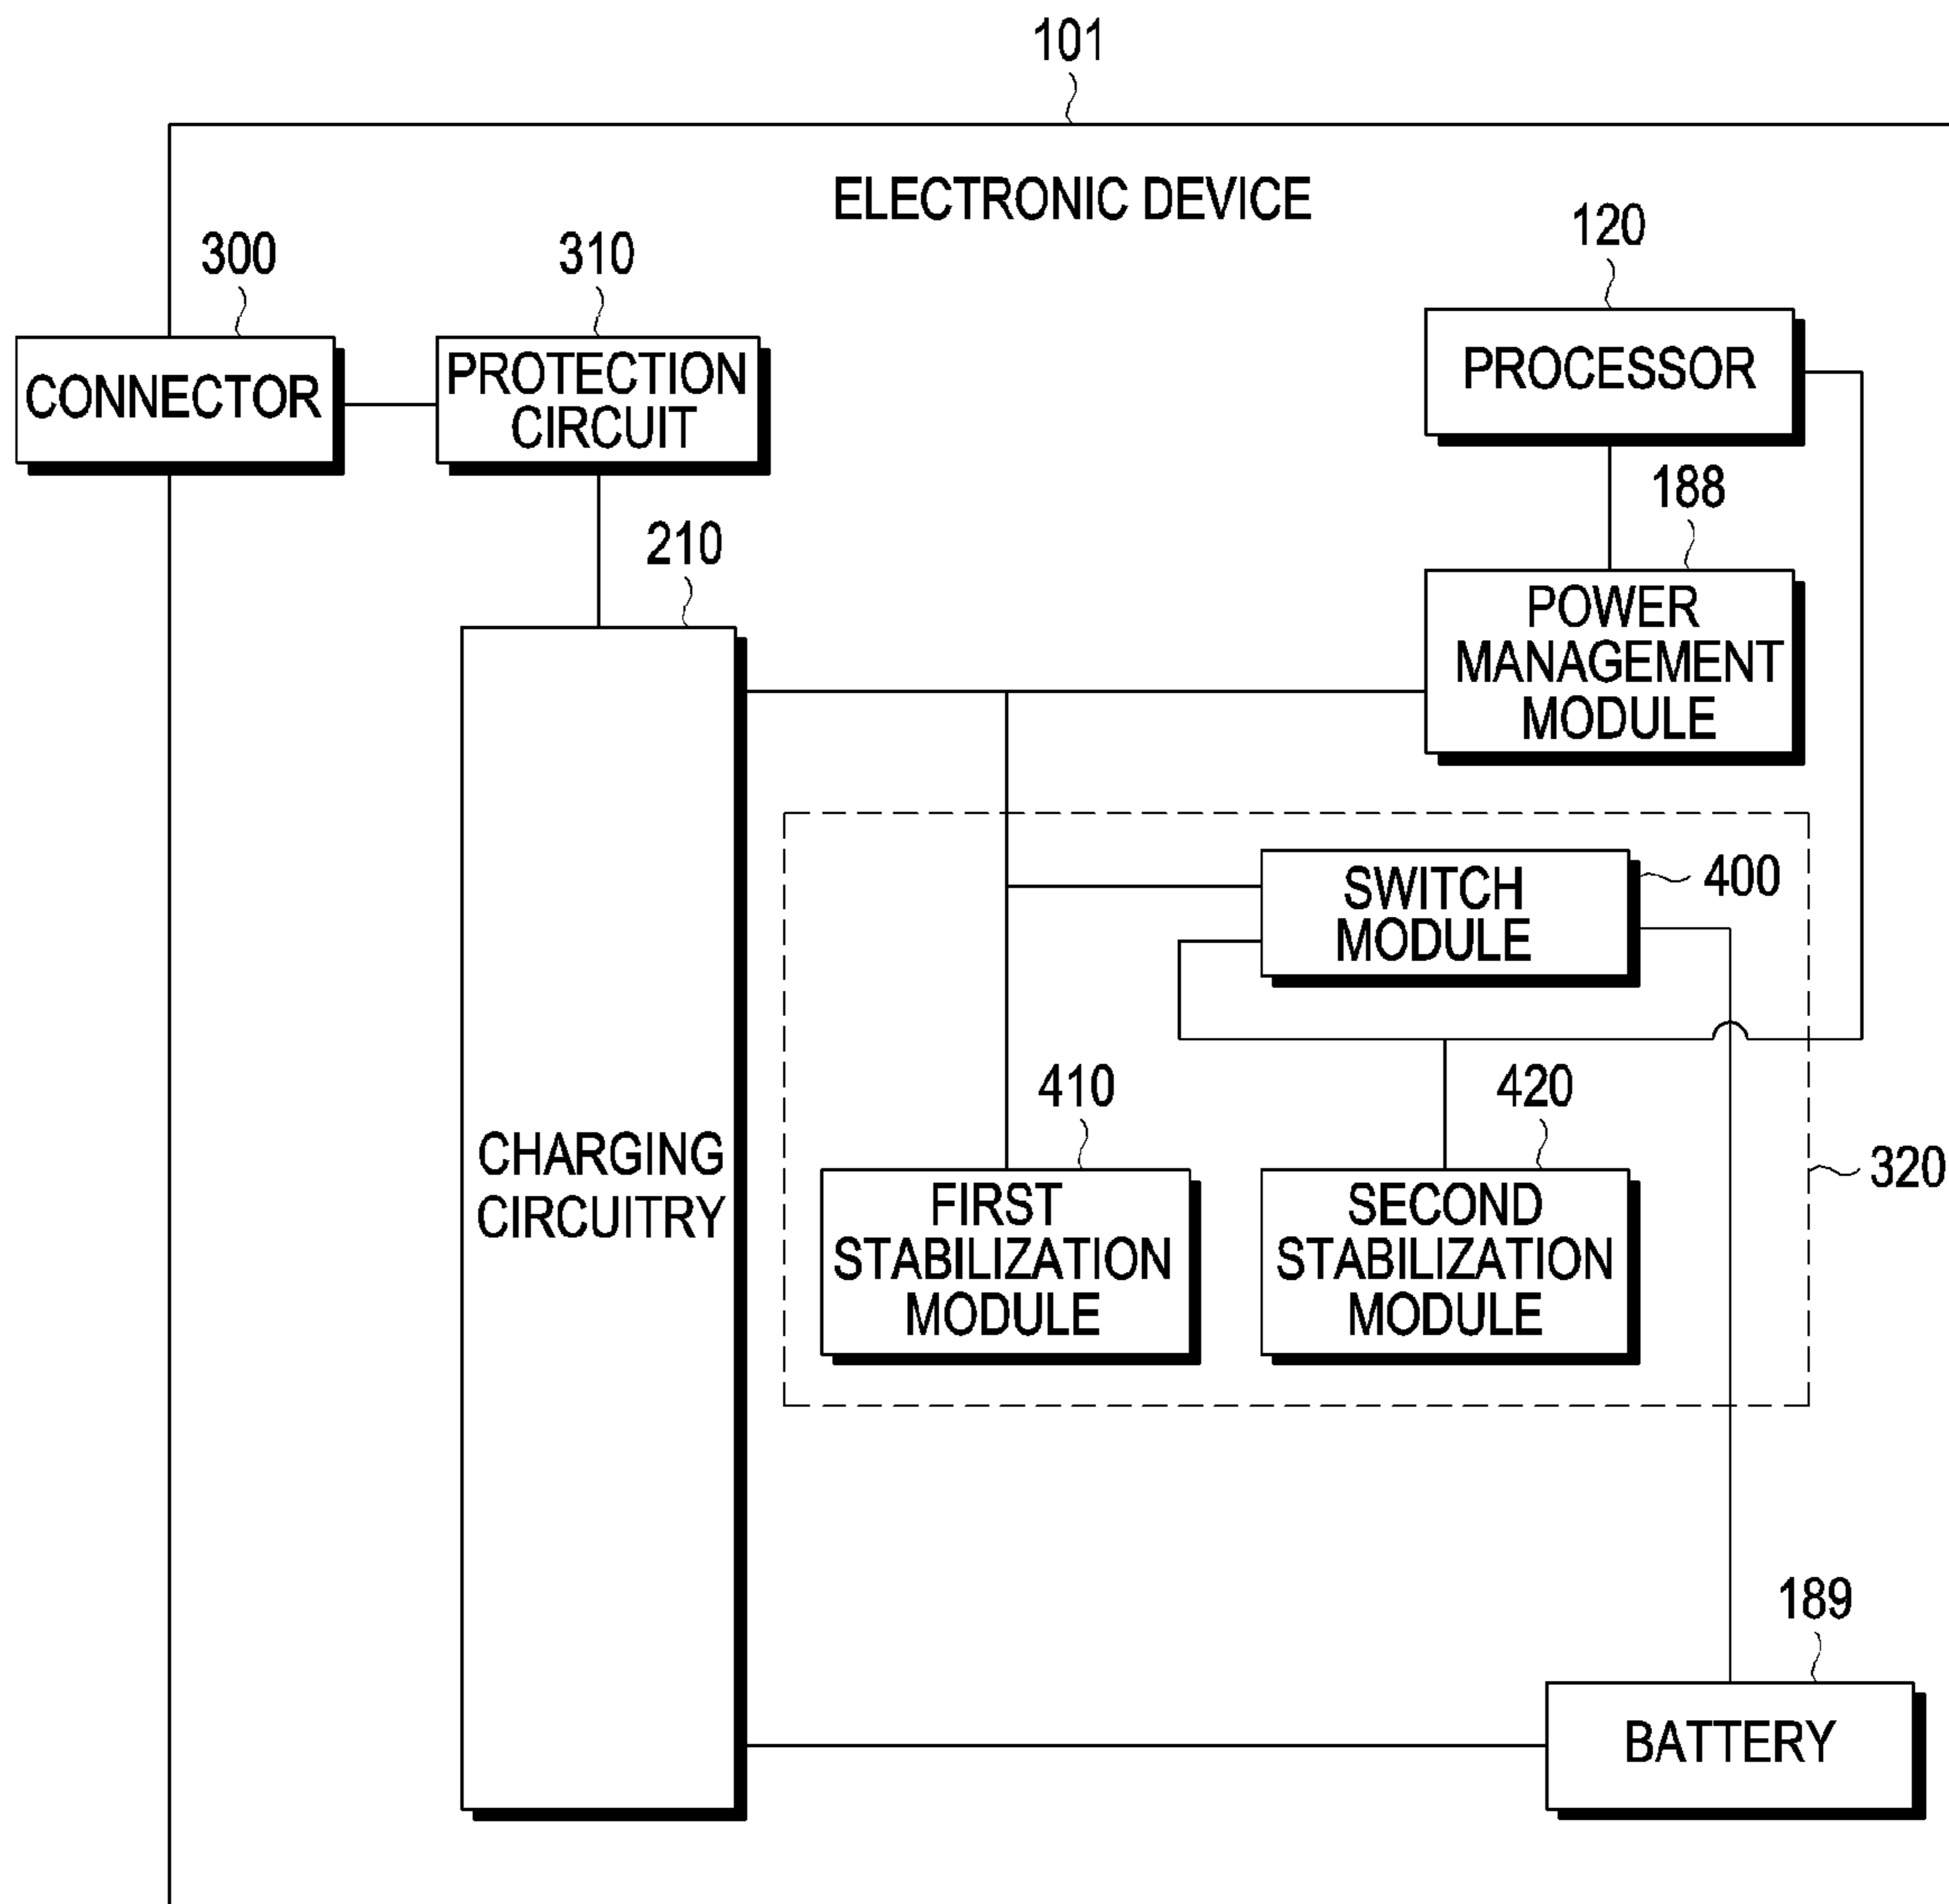 101
ELECTRONIC DEVICE
300
310
120
CONNECTOR
PROTECTION
CIRCUIT
PROCESSOR
188
210
POWER
MANAGEMENT
MODULE
SWITCH
MODULE
400
410
420
CHARGING
CIRCUITRY
FIRST
STABILIZATION
MODULE
SECOND
STABILIZATION
MODULE
320
189
BATTERY